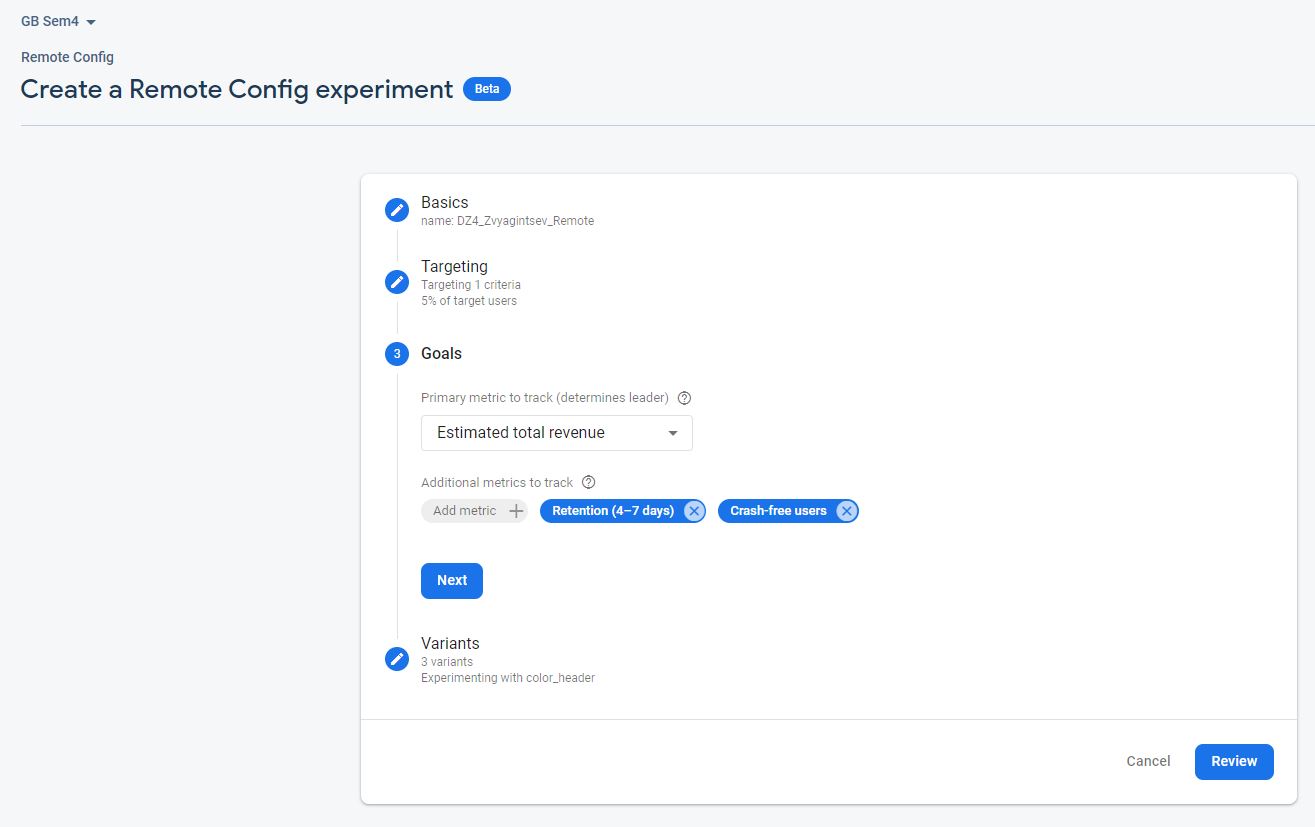 GB Sem4
Remote Config
Create a Remote Config experiment Beta
Basics
name: DZ4_Zvyagintsev_Remote
Targeting
Targeting 1 criteria
5% of target users
3 Goals
Primary metric to track (determines leader) ?
Estimated total revenue
Additional metrics to track ?
Add metric + Retention (4–7 days) Crash-free users
Next
Variants
3 variants
Experimenting with color_header
Cancel Review